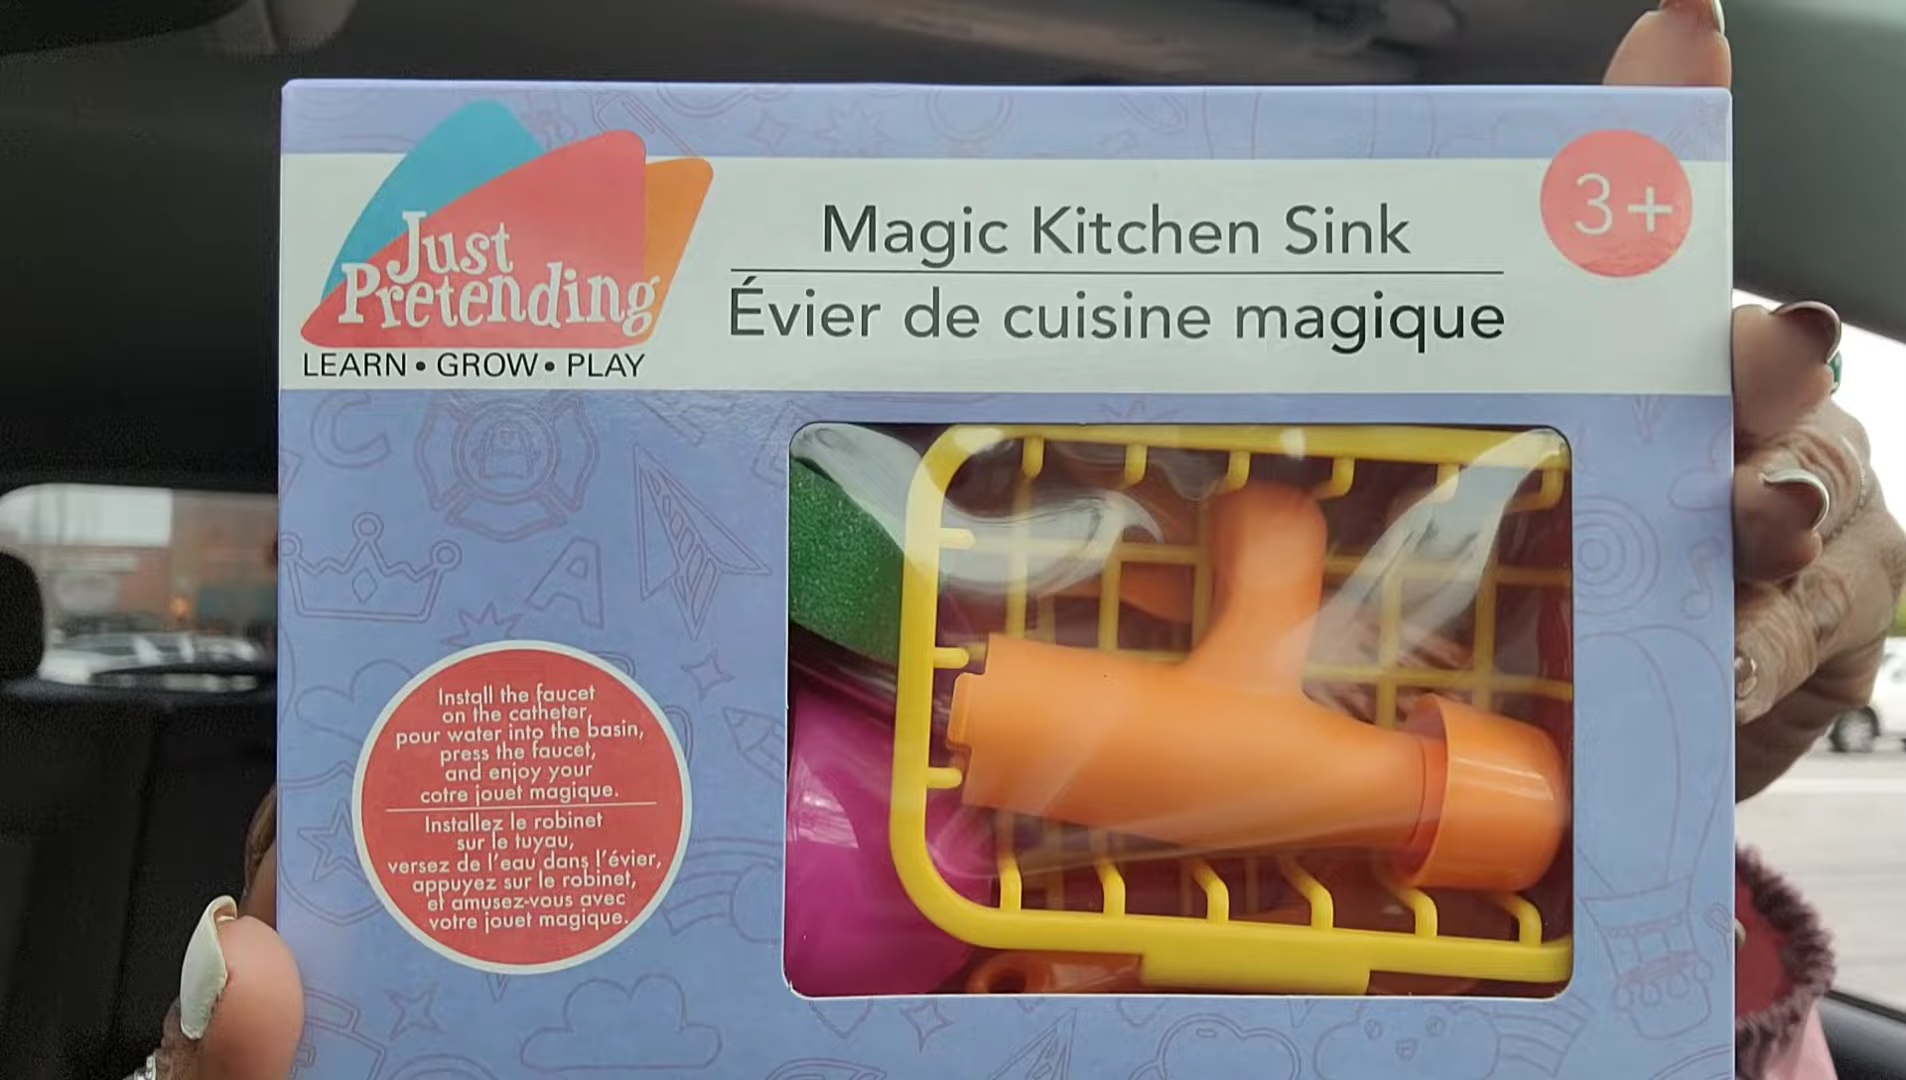 Just
Pretending
LEARN • GROW • PLAY
Magic Kitchen Sink
Évier de cuisine magique
3+
C
A
Install the faucet
on the catheter,
pour water into the basin,
press the faucet,
and enjoy your
cotre jouet magique.
Installez le robinet
sur le tuyau,
versez de l'eau dans l'évier,
appuyez sur le robinet,
et amusez-vous avec
votre jouet magique.